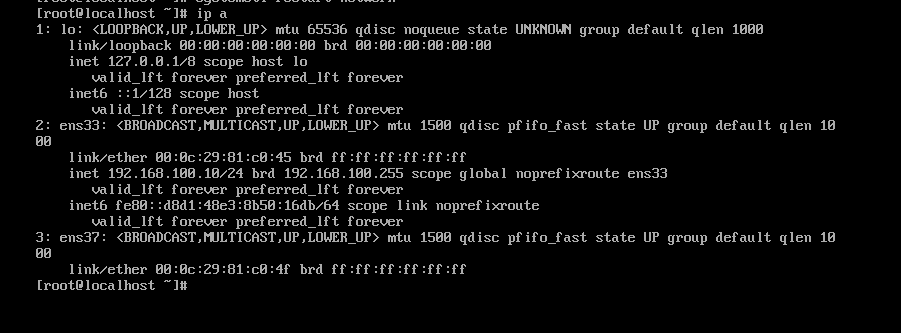 [root@localhost ~]# ip a
1: lo: <LOOPBACK,UP,LOWER_UP> mtu 65536 qdisc noqueue state UNKNOWN group default qlen 1000
    link/loopback 00:00:00:00:00:00 brd 00:00:00:00:00:00
    inet 127.0.0.1/8 scope host lo
       valid_lft forever preferred_lft forever
    inet6 ::1/128 scope host
       valid_lft forever preferred_lft forever
2: ens33: <BROADCAST,MULTICAST,UP,LOWER_UP> mtu 1500 qdisc pfifo_fast state UP group default qlen 10
00
    link/ether 00:0c:29:81:c0:45 brd ff:ff:ff:ff:ff:ff
    inet 192.168.100.10/24 brd 192.168.100.255 scope global noprefixroute ens33
       valid_lft forever preferred_lft forever
    inet6 fe80::d8d1:48e3:8b50:16db/64 scope link noprefixroute
       valid_lft forever preferred_lft forever
3: ens37: <BROADCAST,MULTICAST,UP,LOWER_UP> mtu 1500 qdisc pfifo_fast state UP group default qlen 10
00
    link/ether 00:0c:29:81:c0:4f brd ff:ff:ff:ff:ff:ff
[root@localhost ~]#